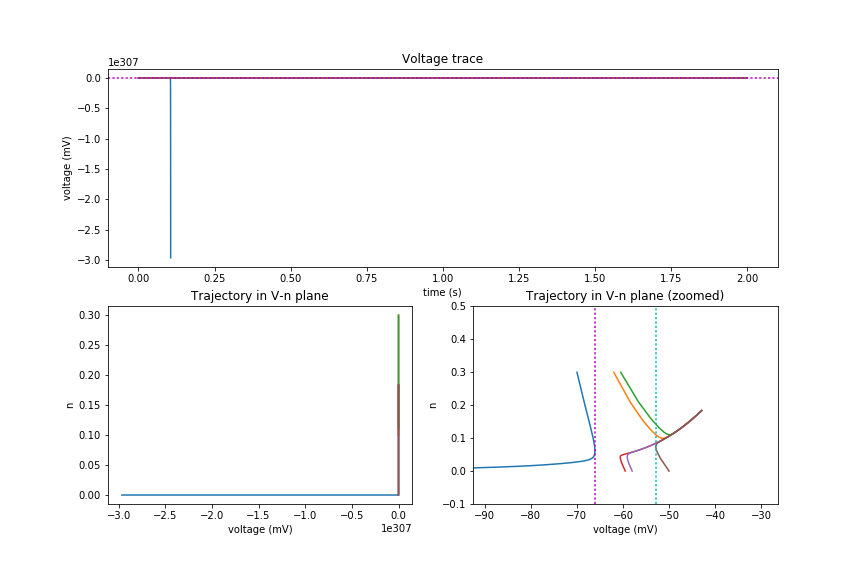 Voltage trace
1e307
0.0
−0.5
−1.0
−1.5
−2.0
−2.5
−3.0
voltage (mV)
0.00 0.25 0.50 0.75 1.00 1.25 1.50 1.75 2.00
time (s)
Trajectory in V-n plane
0.30
0.25
0.20
0.15
0.10
0.05
0.00
n
−3.0 −2.5 −2.0 −1.5 −1.0 −0.5 0.0
voltage (mV)
1e307
Trajectory in V-n plane (zoomed)
0.5
0.4
0.3
0.2
0.1
0.0
−0.1
n
−90 −80 −70 −60 −50 −40 −30
voltage (mV)